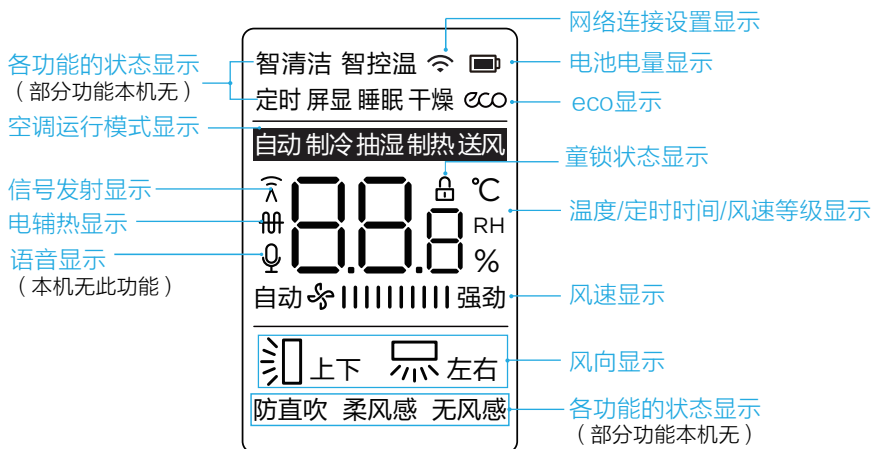 网络连接设置显示
各功能的状态显示
（部分功能本机无）
智清洁 智控温
电池电量显示
定时 屏显 睡眠 干燥 eco
eco显示
空调运行模式显示
自动 制冷 抽湿 制热 送风
童锁状态显示
信号发射显示
℃
电辅热显示
88.8
RH
温度/定时时间/风速等级显示
语音显示
%
（本机无此功能）
自动 强劲
风速显示
上下 左右
风向显示
防直吹 柔风感 无风感
各功能的状态显示
（部分功能本机无）